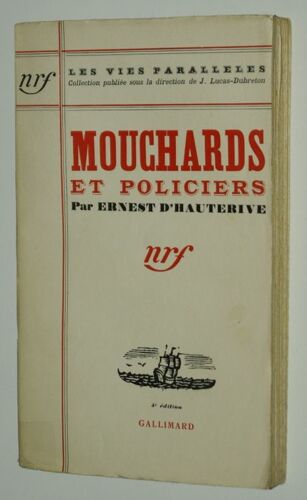 nrf
LES VIES PARALLELES
Collection publiée sous la direction de J. Lucas-Dubreton
MOUCHARDS
ET POLICIERS
Par ERNEST D'HAUTERIVE
nrf
4e édition
GALLIMARD